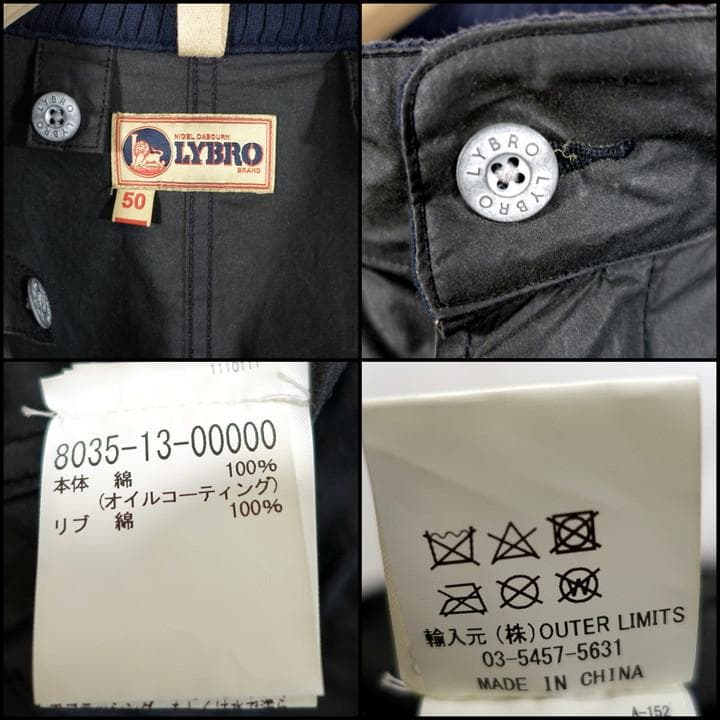 NIGEL CABOURN
LYBRO
BRAND
50
LYBRO LYBRO
LYBRO LYBRO
8035-13-00000
本体 綿 100%
(オイルコーティング)
リブ 綿 100%
W
輸入元 (株)OUTER LIMITS
03-5457-5631
MADE IN CHINA
A-152